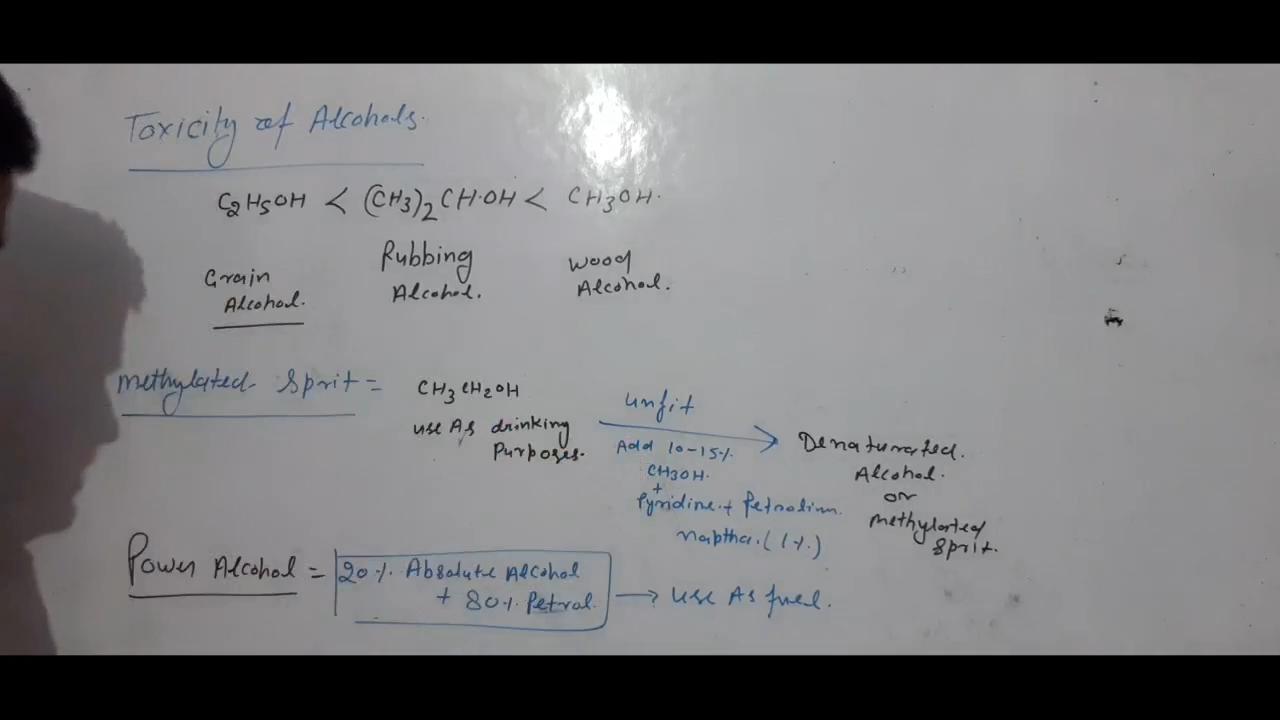 Toxicity of Alcohols.
C2H5OH < (CH3)2CH·OH < CH3OH.
Grain Alcohol.
Rubbing Alcohol.
Wood Alcohol.
Methylated Sprit =
CH3CH2OH
use As drinking
Purposes.
unfit
Add 10-15%
CH3OH.
+
Pyridine + Petrolium.
naptha. (1%)
Denaturated.
Alcohol.
or
methylated
Sprit.
Power Alcohol = 20% Absolute Alcohol
+ 80% Petrol. → use As fuel.